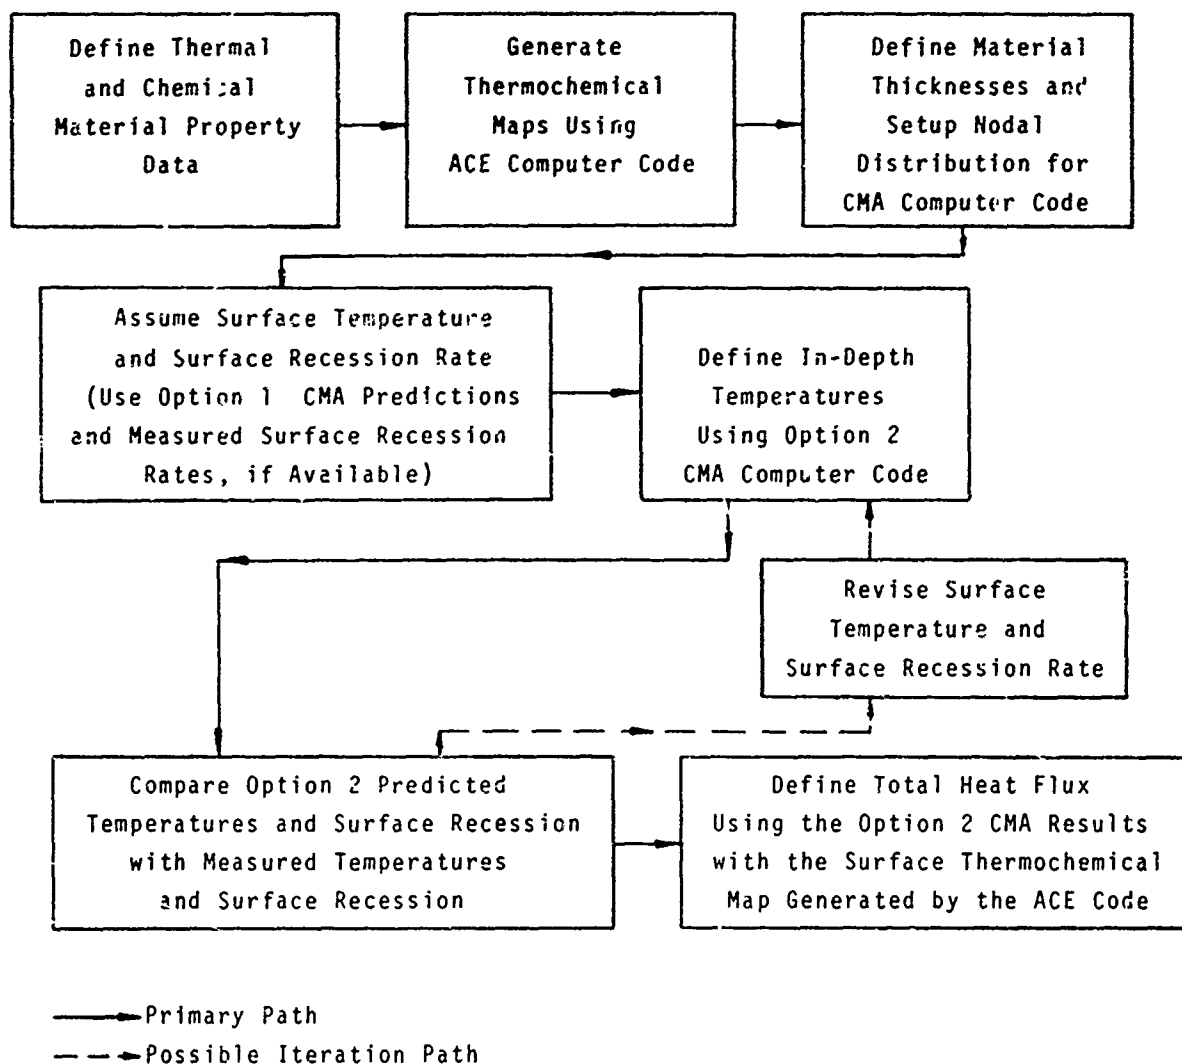 Define Thermal
and Chemical
Material Property
Data
Generate
Thermochemical
Maps Using
ACE Computer Code
Define Material
Thicknesses and
Setup Nodal
Distribution for
CMA Computer Code
Assume Surface Temperature
and Surface Recession Rate
(Use Option 1 CMA Predictions
and Measured Surface Recession
Rates, if Available)
Define In-Depth
Temperatures
Using Option 2
CMA Computer Code
Revise Surface
Temperature and
Surface Recession Rate
Compare Option 2 Predicted
Temperatures and Surface Recession
with Measured Temperatures
and Surface Recession
Define Total Heat Flux
Using the Option 2 CMA Results
with the Surface Thermochemical
Map Generated by the ACE Code
Primary Path
Possible Iteration Path